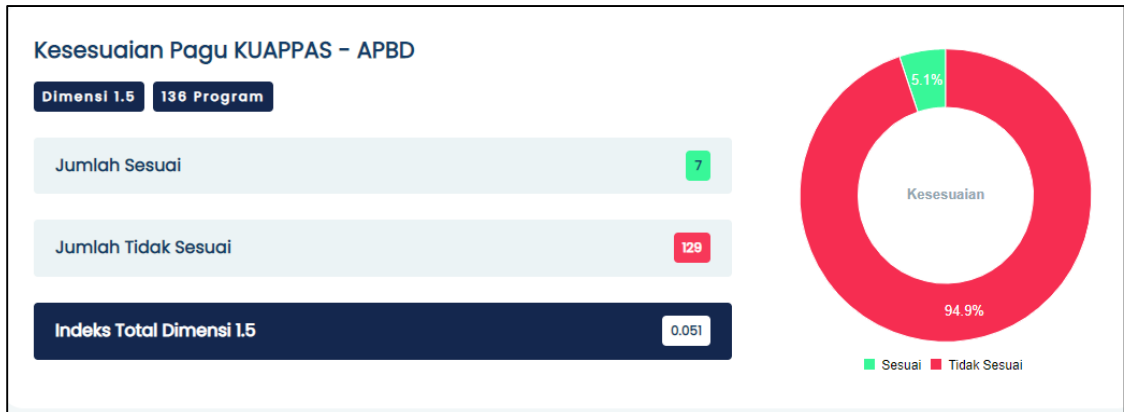 Kesesuaian Pagu KUAPPAS - APBD
Dimensi 1.5 136 Program
Jumlah Sesuai 7
Jumlah Tidak Sesuai 129
Indeks Total Dimensi 1.5 0.051
5.1%
Kesesuaian
94.9%
Sesuai Tidak Sesuai